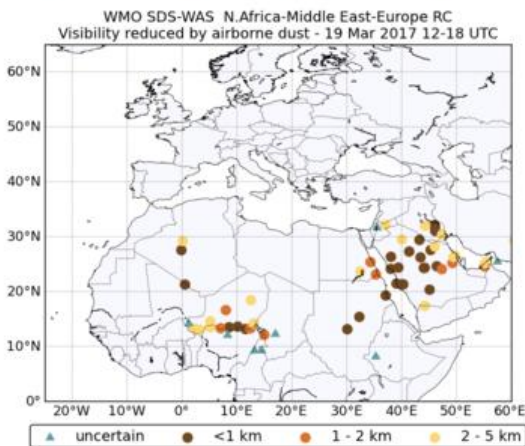 WMO SDS-WAS N.Africa-Middle East-Europe RC
Visibility reduced by airborne dust - 19 Mar 2017 12-18 UTC
60°N
50°N
40°N
30°N
20°N
10°N
0°
20°W 10°W 0° 10°E 20°E 30°E 40°E 50°E 60°E
uncertain <1 km 1 - 2 km 2 - 5 km